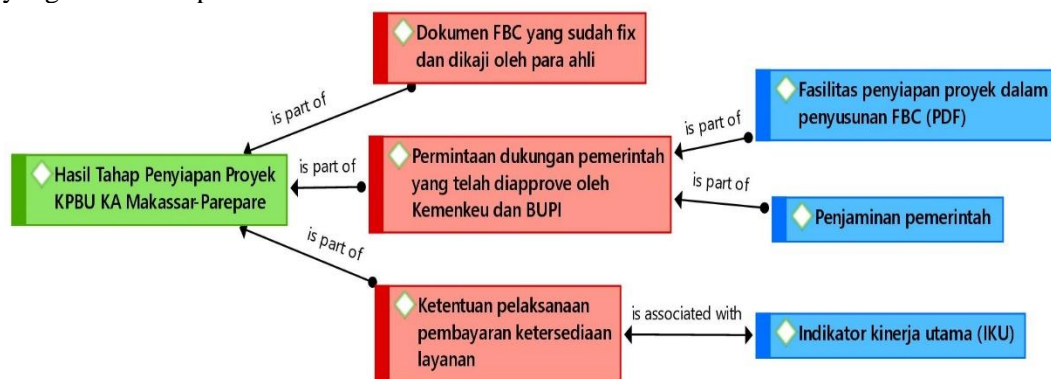 Dokumen FBC yang sudah fix
dan dikaji oleh para ahli
is part of
Fasilitas penyiapan proyek dalam
penyusunan FBC (PDF)
is part of
Hasil Tahap Penyiapan Proyek
KPBU KA Makassar-Parepare
is part of
Permintaan dukungan pemerintah
yang telah diapprove oleh
Kemenkeu dan BUPI
is part of
Penjaminan pemerintah
is part of
Ketentuan pelaksanaan
pembayaran ketersediaan
layanan
is associated with
Indikator kinerja utama (IKU)